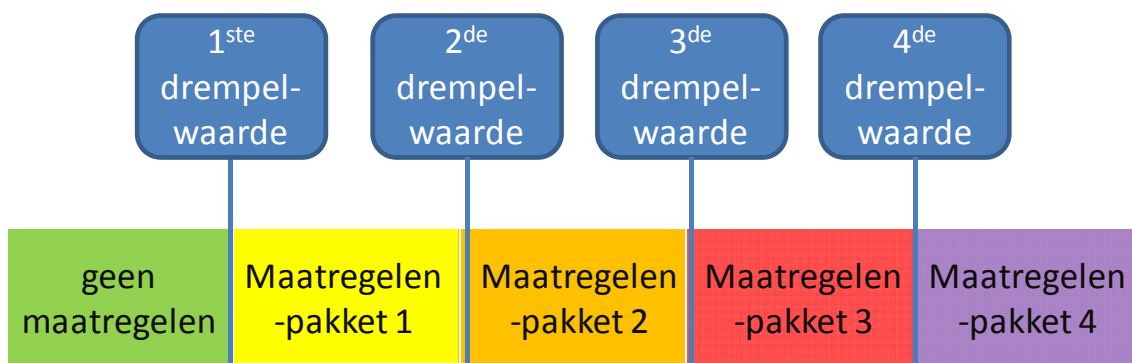 1ste
drempel-
waarde
2de
drempel-
waarde
3de
drempel-
waarde
4de
drempel-
waarde
geen
maatregelen
Maatregelen
-pakket 1
Maatregelen
-pakket 2
Maatregelen
-pakket 3
Maatregelen
-pakket 4